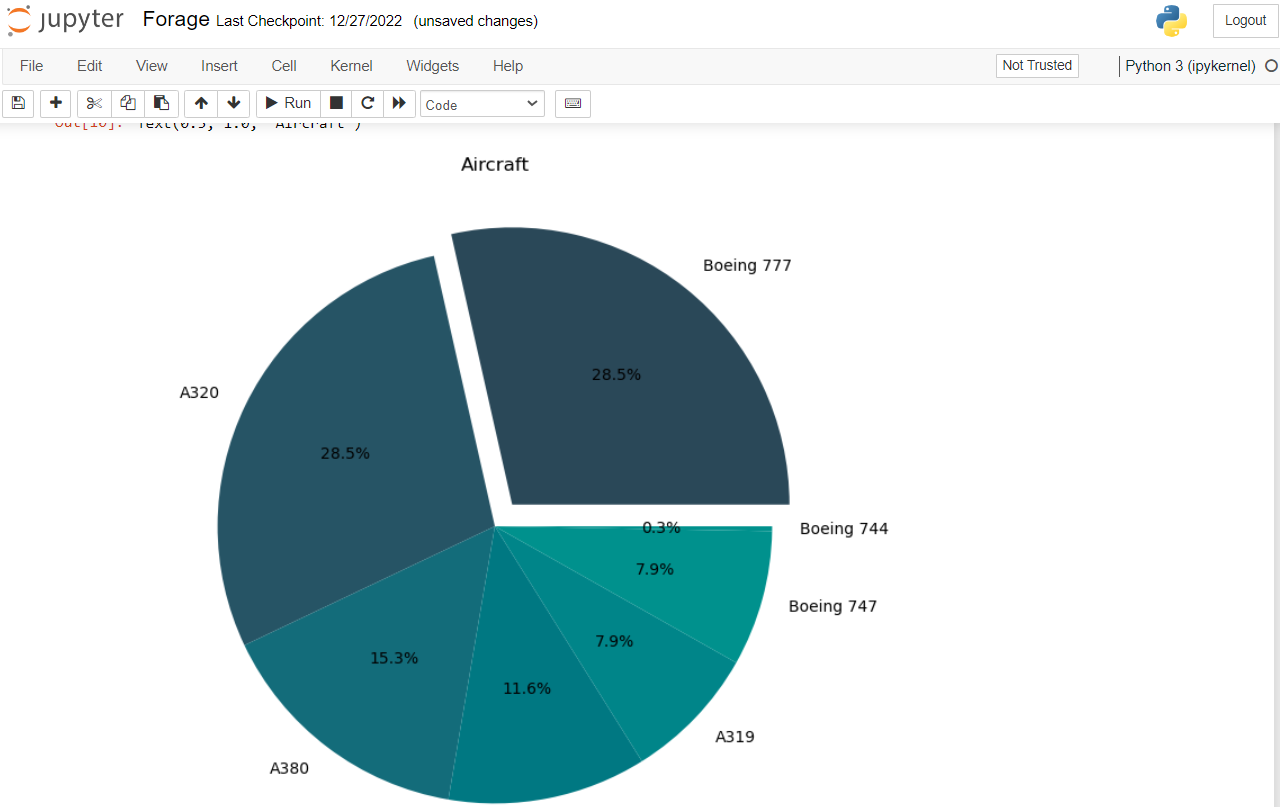 jupyter Forage Last Checkpoint: 12/27/2022 (unsaved changes) Logout
File Edit View Insert Cell Kernel Widgets Help Not Trusted Python 3 (ipykernel)
Run Code
Out[16]: Text(0.5, 1.0, 'Aircraft')
Aircraft
Boeing 777
28.5%
A320
28.5%
0.3% Boeing 744
7.9%
Boeing 747
7.9%
15.3%
11.6%
A319
A380